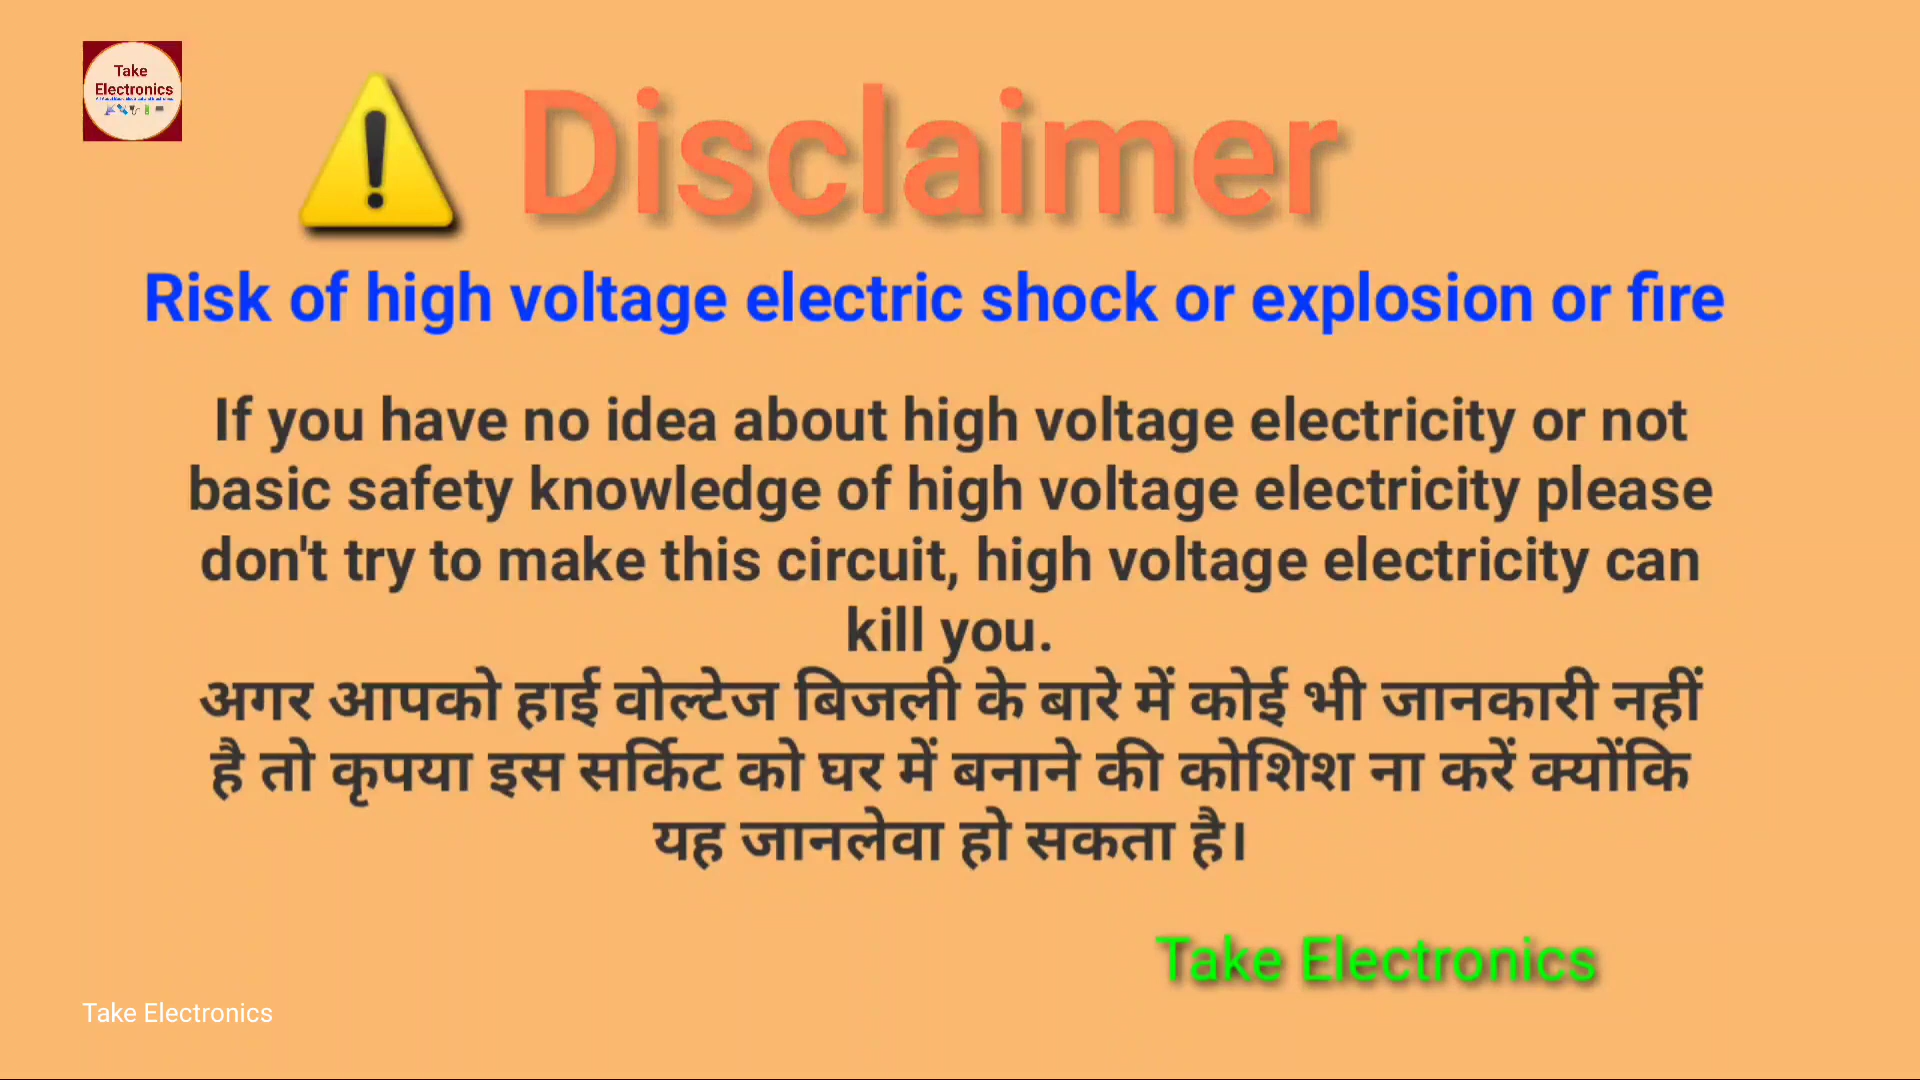 Take
Electronics
Disclaimer
Risk of high voltage electric shock or explosion or fire
If you have no idea about high voltage electricity or not
basic safety knowledge of high voltage electricity please
don't try to make this circuit, high voltage electricity can
kill you.
अगर आपको हाई वोल्टेज बिजली के बारे में कोई भी जानकारी नहीं
है तो कृपया इस सर्किट को घर में बनाने की कोशिश ना करें क्योंकि
यह जानलेवा हो सकता है।
Take Electronics
Take Electronics